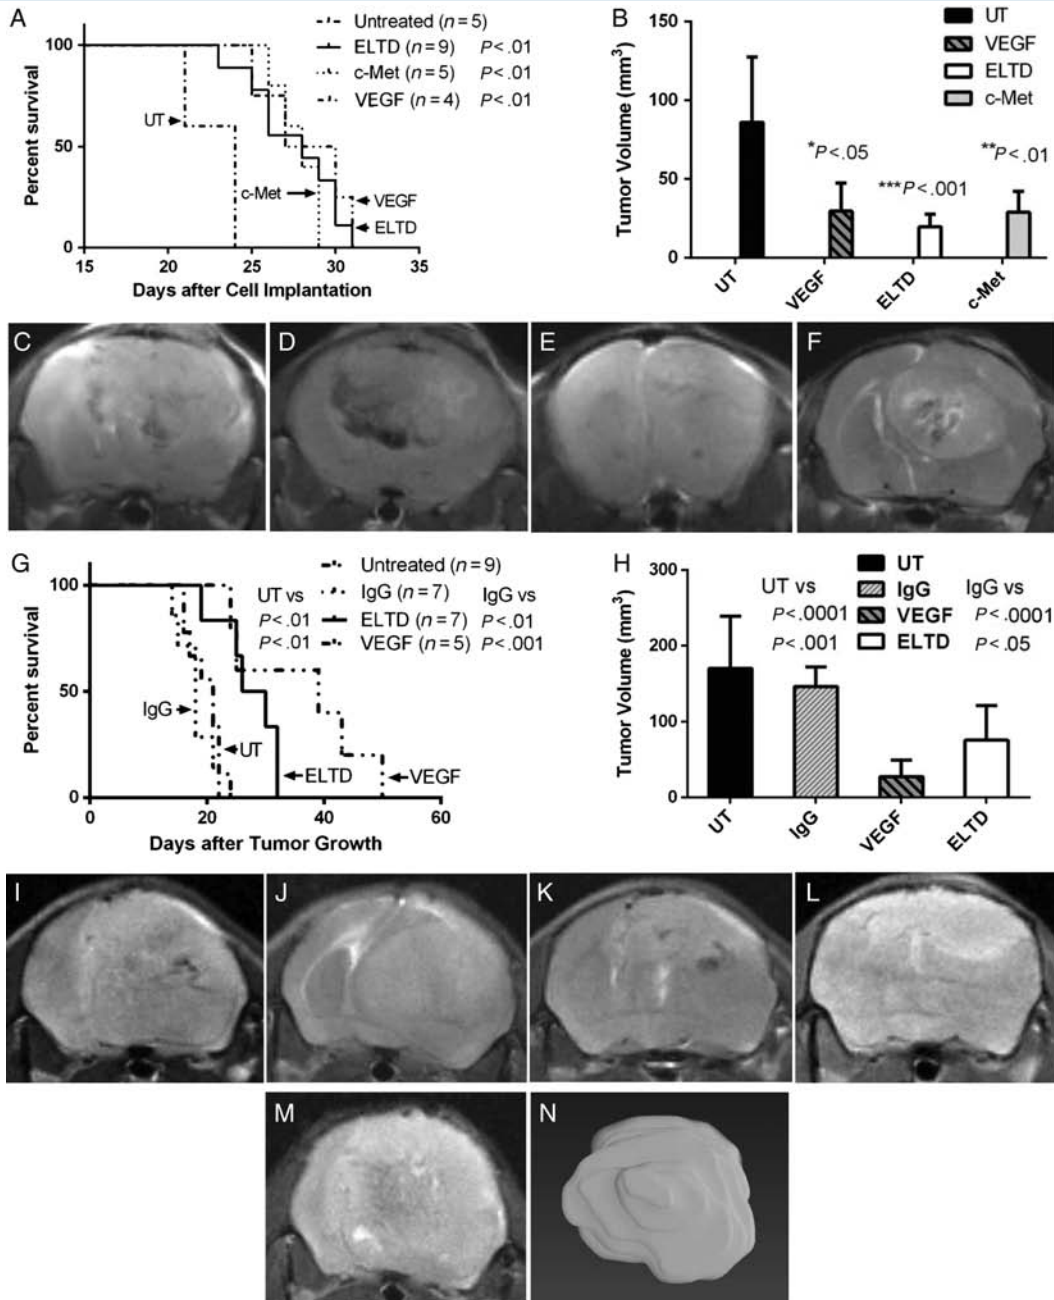 A
Untreated (n = 5)
ELTD (n = 9) P< .01
c-Met (n = 5) P< .01
VEGF (n = 4) P< .01
Percent survival
100
50
0
UT
c-Met
VEGF
ELTD
15 20 25 30 35
Days after Cell Implantation
B
UT
VEGF
ELTD
c-Met
Tumor Volume (mm³)
150
100
50
0
*P< .05
***P< .001
**P< .01
UT VEGF ELTD c-Met
C D E F
G
Untreated (n = 9)
UT vs IgG (n = 7) IgG vs
P< .01 ELTD (n = 7) P< .01
P< .01 VEGF (n = 5) P< .001
Percent survival
100
50
0
IgG
UT
ELTD
VEGF
0 20 40 60
Days after Tumor Growth
H
UT
UT vs IgG IgG vs
P< .0001 VEGF P< .0001
P< .001 ELTD P< .05
Tumor Volume (mm³)
300
200
100
0
UT IgG VEGF ELTD
I J K L
M N